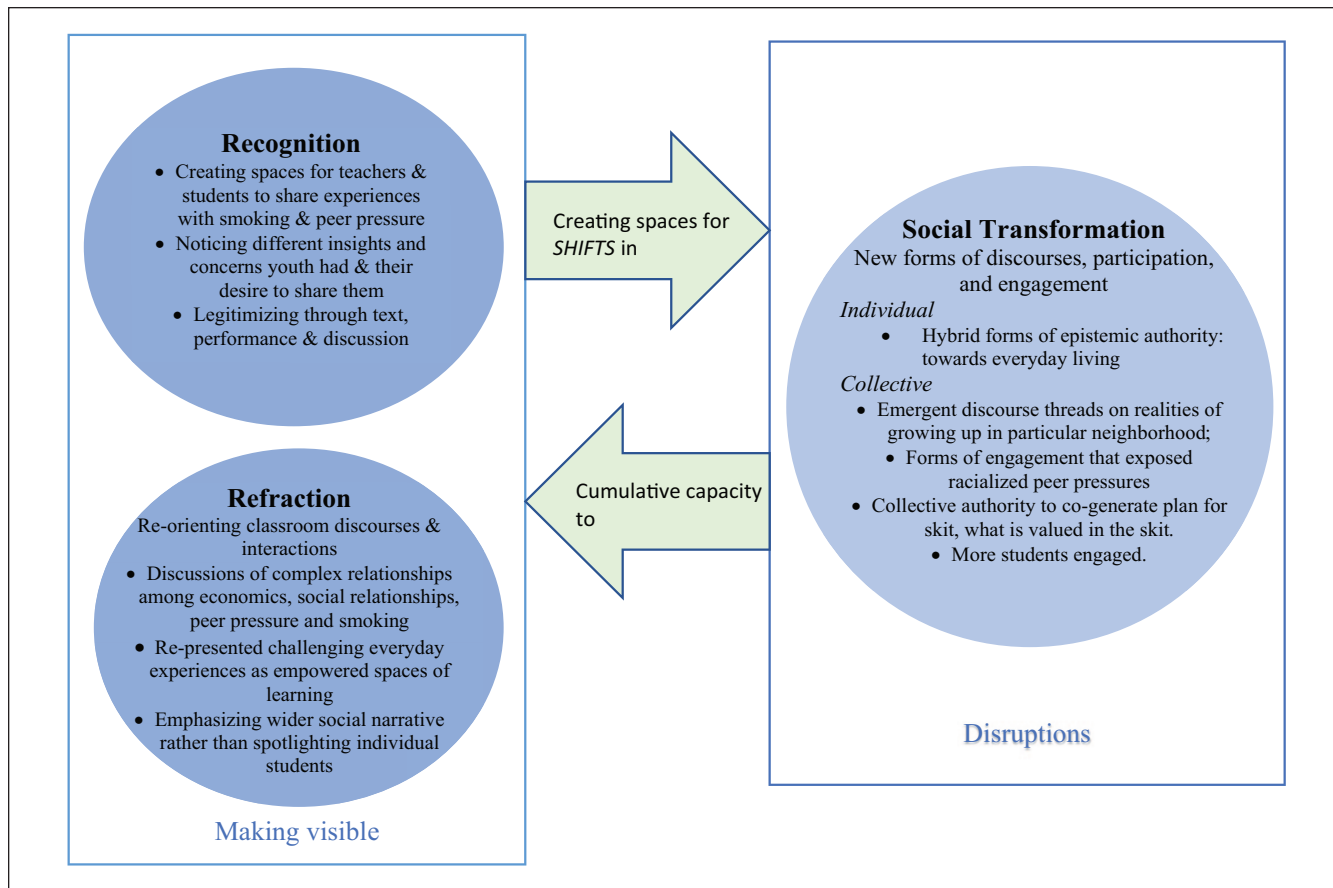 Recognition
• Creating spaces for teachers &
students to share experiences
with smoking & peer pressure
• Noticing different insights and
concerns youth had & their
desire to share them
• Legitimizing through text,
performance & discussion
Refraction
Re-orienting classroom discourses &
interactions
• Discussions of complex relationships
among economics, social relationships,
peer pressure and smoking
• Re-presented challenging everyday
experiences as empowered spaces of
learning
• Emphasizing wider social narrative
rather than spotlighting individual
students
Making visible
Creating spaces for
SHIFTS in
Cumulative capacity
to
Social Transformation
New forms of discourses, participation,
and engagement
Individual
• Hybrid forms of epistemic authority:
towards everyday living
Collective
• Emergent discourse threads on realities of
growing up in particular neighborhood;
• Forms of engagement that exposed
racialized peer pressures
• Collective authority to co-generate plan for
skit, what is valued in the skit.
• More students engaged.
Disruptions